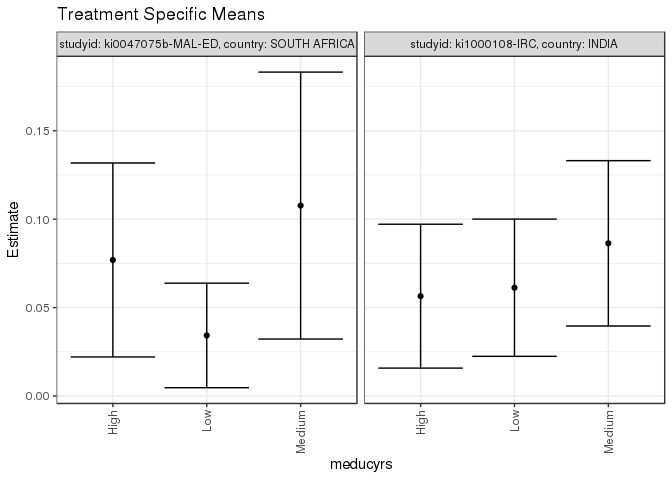 Treatment Specific Means
studyid: ki0047075b-MAL-ED, country: SOUTH AFRICA
studyid: ki1000108-IRC, country: INDIA
Estimate
0.15
0.10
0.05
0.00
High
Low
Medium
High
Low
Medium
meducyrs